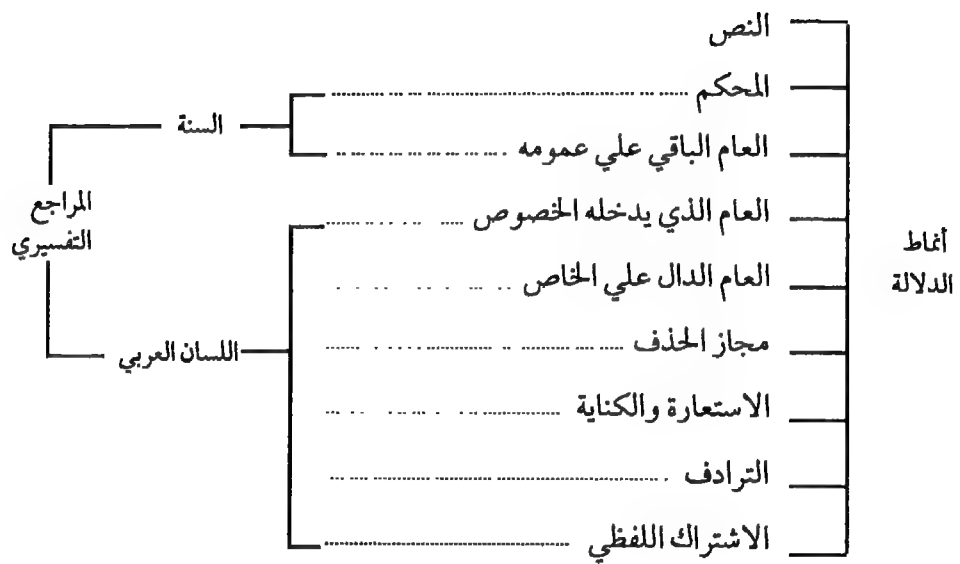 أنماط
الدلالة
النص
المحكم
العام الباقي علي عمومه
العام الذي يدخله الخصوص
العام الدال علي الخاص
مجاز الحذف
الاستعارة والكناية
الترادف
الاشتراك اللفظي
السنة
اللسان العربي
المراجع
التفسيري